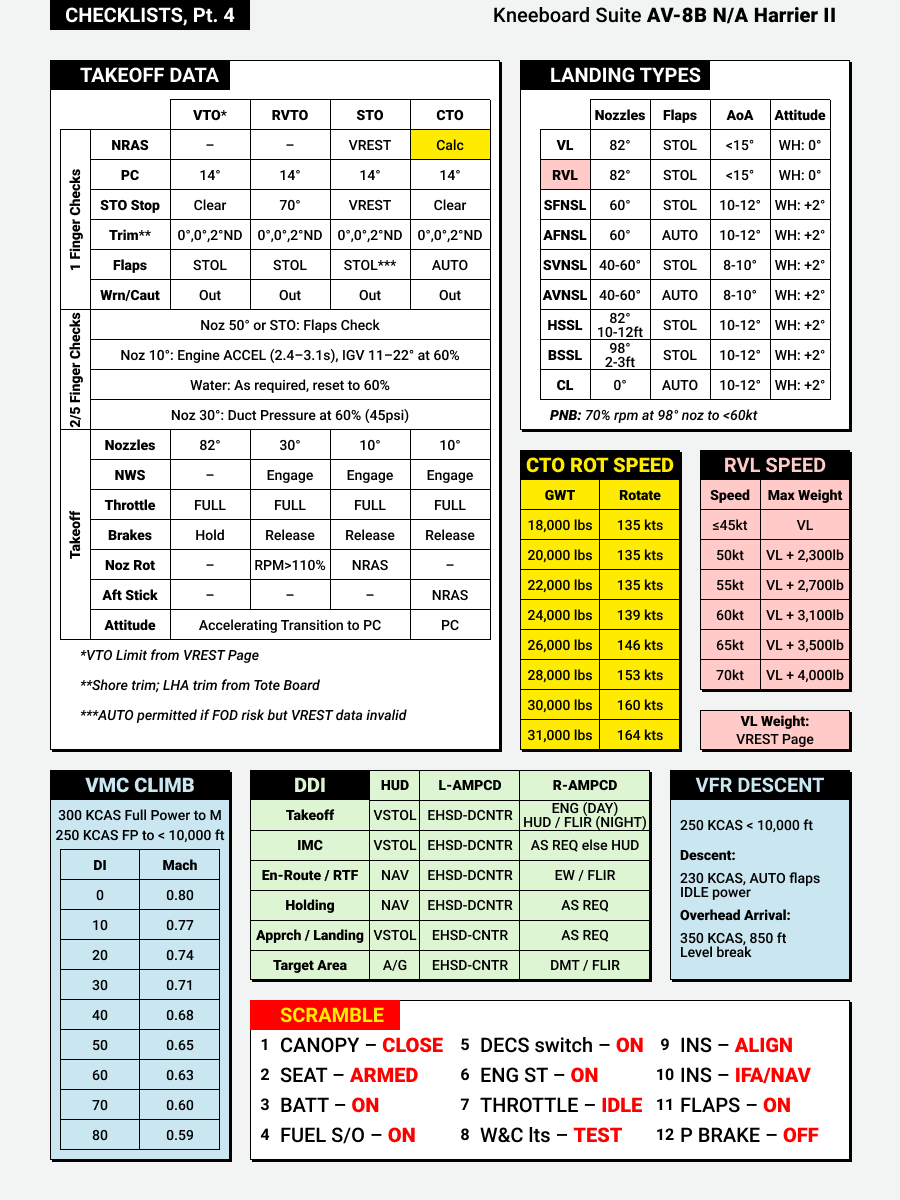 CHECKLISTS, Pt. 4
Kneeboard Suite AV-8B N/A Harrier II
TAKEOFF DATA
VTO* RVTO STO CTO
1 Finger Checks
NRAS – – VREST Calc
PC 14° 14° 14° 14°
STO Stop Clear 70° VREST Clear
Trim** 0°,0°,2°ND 0°,0°,2°ND 0°,0°,2°ND 0°,0°,2°ND
Flaps STOL STOL STOL*** AUTO
Wrn/Caut Out Out Out Out
2/5 Finger Checks
Noz 50° or STO: Flaps Check
Noz 10°: Engine ACCEL (2.4–3.1s), IGV 11–22° at 60%
Water: As required, reset to 60%
Noz 30°: Duct Pressure at 60% (45psi)
Takeoff
Nozzles 82° 30° 10° 10°
NWS – Engage Engage Engage
Throttle FULL FULL FULL FULL
Brakes Hold Release Release Release
Noz Rot – RPM>110% NRAS –
Aft Stick – – – NRAS
Attitude Accelerating Transition to PC PC
*VTO Limit from VREST Page
**Shore trim; LHA trim from Tote Board
***AUTO permitted if FOD risk but VREST data invalid
LANDING TYPES
Nozzles Flaps AoA Attitude
VL 82° STOL <15° WH: 0°
RVL 82° STOL <15° WH: 0°
SFNSL 60° STOL 10-12° WH: +2°
AFNSL 60° AUTO 10-12° WH: +2°
SVNSL 40-60° STOL 8-10° WH: +2°
AVNSL 40-60° AUTO 8-10° WH: +2°
HSSL 82° 10-12ft STOL 10-12° WH: +2°
BSSL 98° 2-3ft STOL 10-12° WH: +2°
CL 0° AUTO 10-12° WH: +2°
PNB: 70% rpm at 98° noz to <60kt
CTO ROT SPEED
GWT Rotate
18,000 lbs 135 kts
20,000 lbs 135 kts
22,000 lbs 135 kts
24,000 lbs 139 kts
26,000 lbs 146 kts
28,000 lbs 153 kts
30,000 lbs 160 kts
31,000 lbs 164 kts
RVL SPEED
Speed Max Weight
≤45kt VL
50kt VL + 2,300lb
55kt VL + 2,700lb
60kt VL + 3,100lb
65kt VL + 3,500lb
70kt VL + 4,000lb
VL Weight:
VREST Page
VMC CLIMB
300 KCAS Full Power to M
250 KCAS FP to < 10,000 ft
DI Mach
0 0.80
10 0.77
20 0.74
30 0.71
40 0.68
50 0.65
60 0.63
70 0.60
80 0.59
DDI HUD L-AMPCD R-AMPCD
Takeoff VSTOL EHSD-DCNTR ENG (DAY) HUD / FLIR (NIGHT)
IMC VSTOL EHSD-DCNTR AS REQ else HUD
En-Route / RTF NAV EHSD-DCNTR EW / FLIR
Holding NAV EHSD-DCNTR AS REQ
Apprch / Landing VSTOL EHSD-CNTR AS REQ
Target Area A/G EHSD-CNTR DMT / FLIR
VFR DESCENT
250 KCAS < 10,000 ft
Descent:
230 KCAS, AUTO flaps
IDLE power
Overhead Arrival:
350 KCAS, 850 ft
Level break
SCRAMBLE
1 CANOPY – CLOSE
2 SEAT – ARMED
3 BATT – ON
4 FUEL S/O – ON
5 DECS switch – ON
6 ENG ST – ON
7 THROTTLE – IDLE
8 W&C lts – TEST
9 INS – ALIGN
10 INS – IFA/NAV
11 FLAPS – ON
12 P BRAKE – OFF